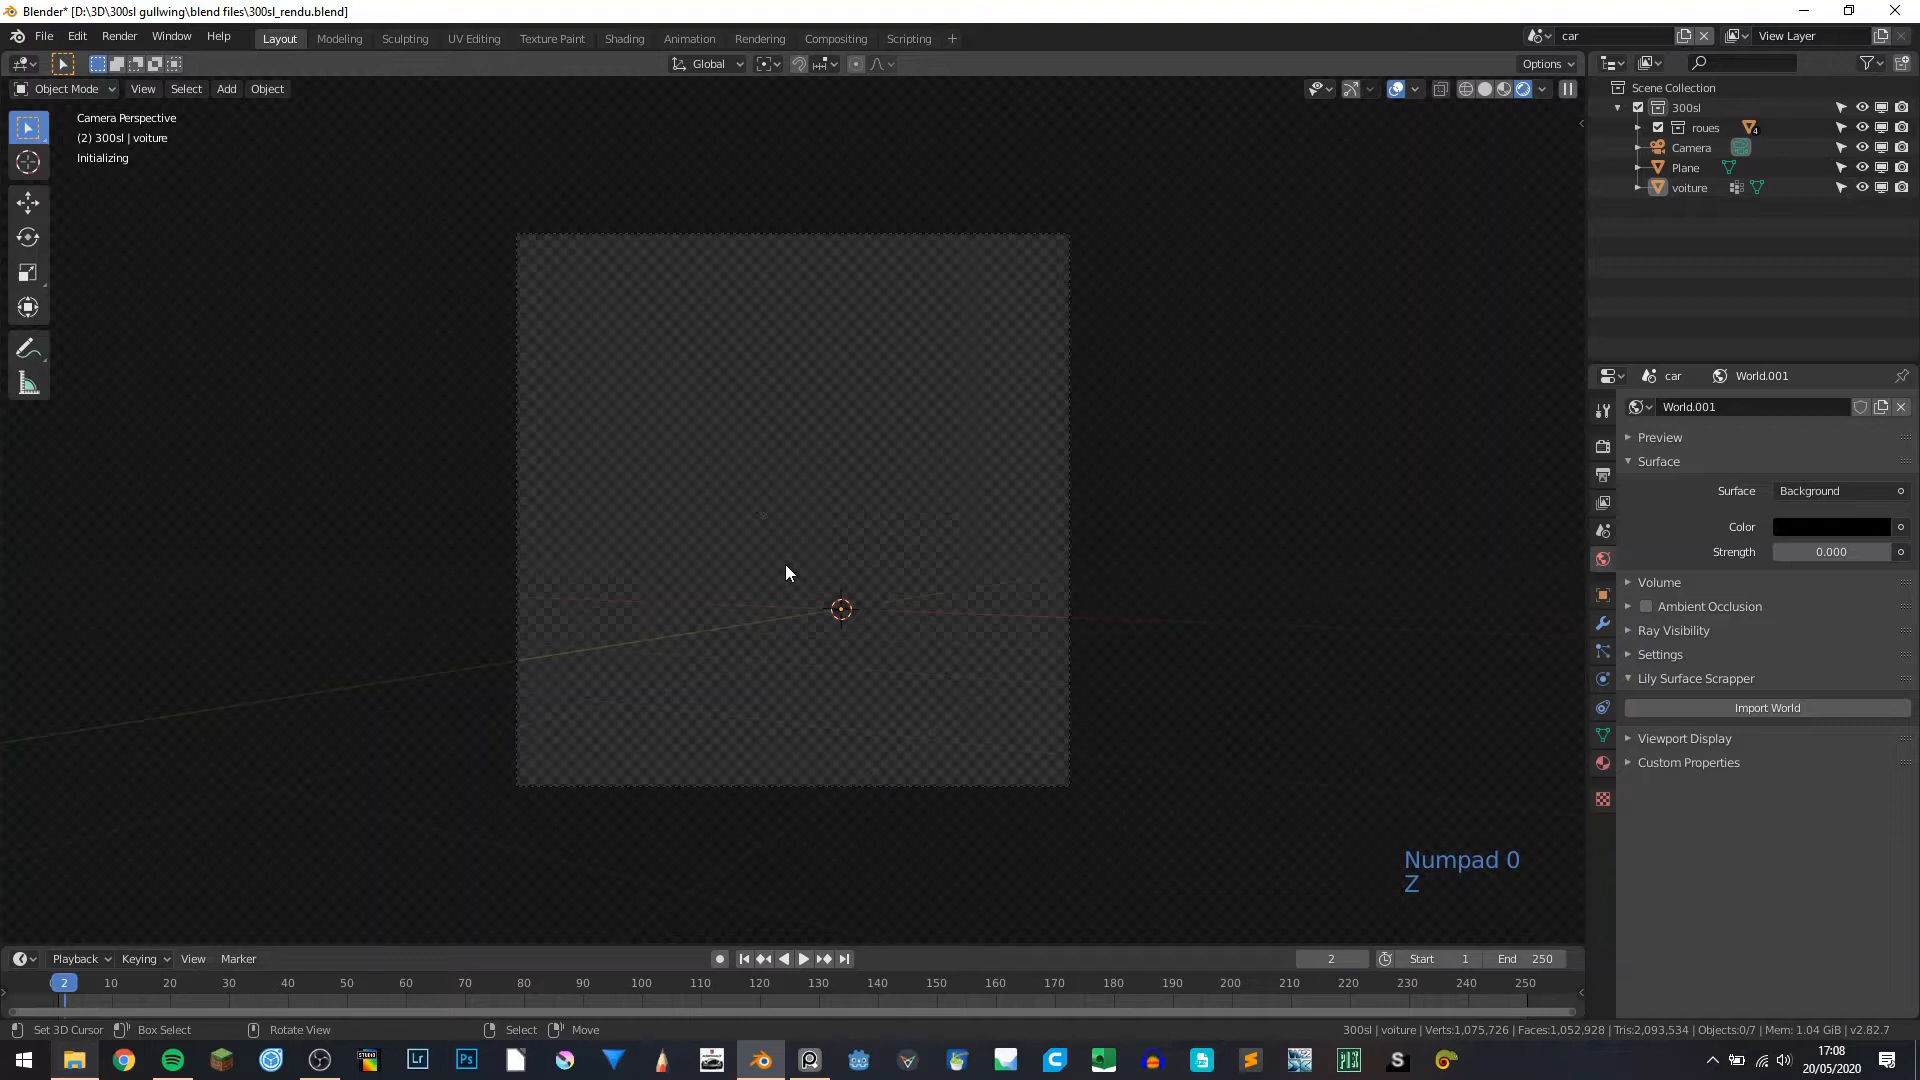 Blender* [D:\3D\300sl gullwing\blend files\300sl_rendu.blend]
File Edit Render Window Help
Layout Modeling Sculpting UV Editing Texture Paint Shading Animation Rendering Compositing Scripting
car
View Layer
Global
Options
Object Mode View Select Add Object
Camera Perspective
(2) 300sl | voiture
Initializing
Scene Collection
300sl
roues 4
Camera
Plane
voiture
car World.001
World.001
Preview
Surface
Surface Background
Color
Strength 0.000
Volume
Ambient Occlusion
Ray Visibility
Settings
Lily Surface Scrapper
Import World
Viewport Display
Custom Properties
Numpad 0
Z
Playback Keying View Marker
2 Start 1 End 250
2 10 20 30 40 50 60 70 80 90 100 110 120 130 140 150 160 170 180 190 200 210 220 230 240 250
Set 3D Cursor Box Select Rotate View Select Move
300sl | voiture | Verts:1,075,726 | Faces:1,052,928 | Tris:2,093,534 | Objects:0/7 | Mem: 1.04 GiB | v2.82.7
STUDIO
Lr
Ps
17:08
20/05/2020